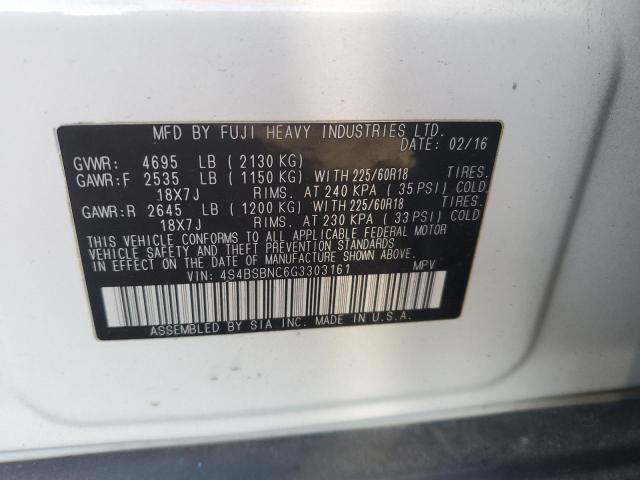 MFD BY FUJI HEAVY INDUSTRIES LTD.
DATE: 02/16
GVWR: 4695 LB (2130 KG)
GAWR:F 2535 LB (1150 KG) WITH 225/60R18 TIRES.
18X7J RIMS. AT 240 KPA (35 PSI) COLD
GAWR:R 2645 LB (1200 KG) WITH 225/60R18 TIRES.
18X7J RIMS. AT 230 KPA (33 PSI) COLD
THIS VEHICLE CONFORMS TO ALL APPLICABLE FEDERAL MOTOR
VEHICLE SAFETY AND THEFT PREVENTION STANDARDS IN
EFFECT ON THE DATE OF MANUFACTURE SHOWN ABOVE.
VIN: 4S4BSBNC6G3303161 MPV
ASSEMBLED BY SIA INC. MADE IN U.S.A.